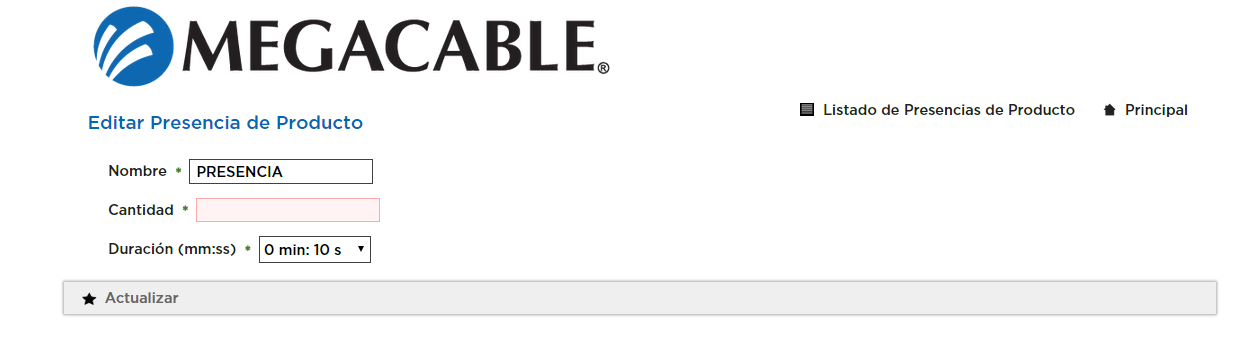 MEGACABLE®
Listado de Presencias de Producto Principal
Editar Presencia de Producto
Nombre * PRESENCIA
Cantidad *
Duración (mm:ss) * 0 min: 10 s
Actualizar